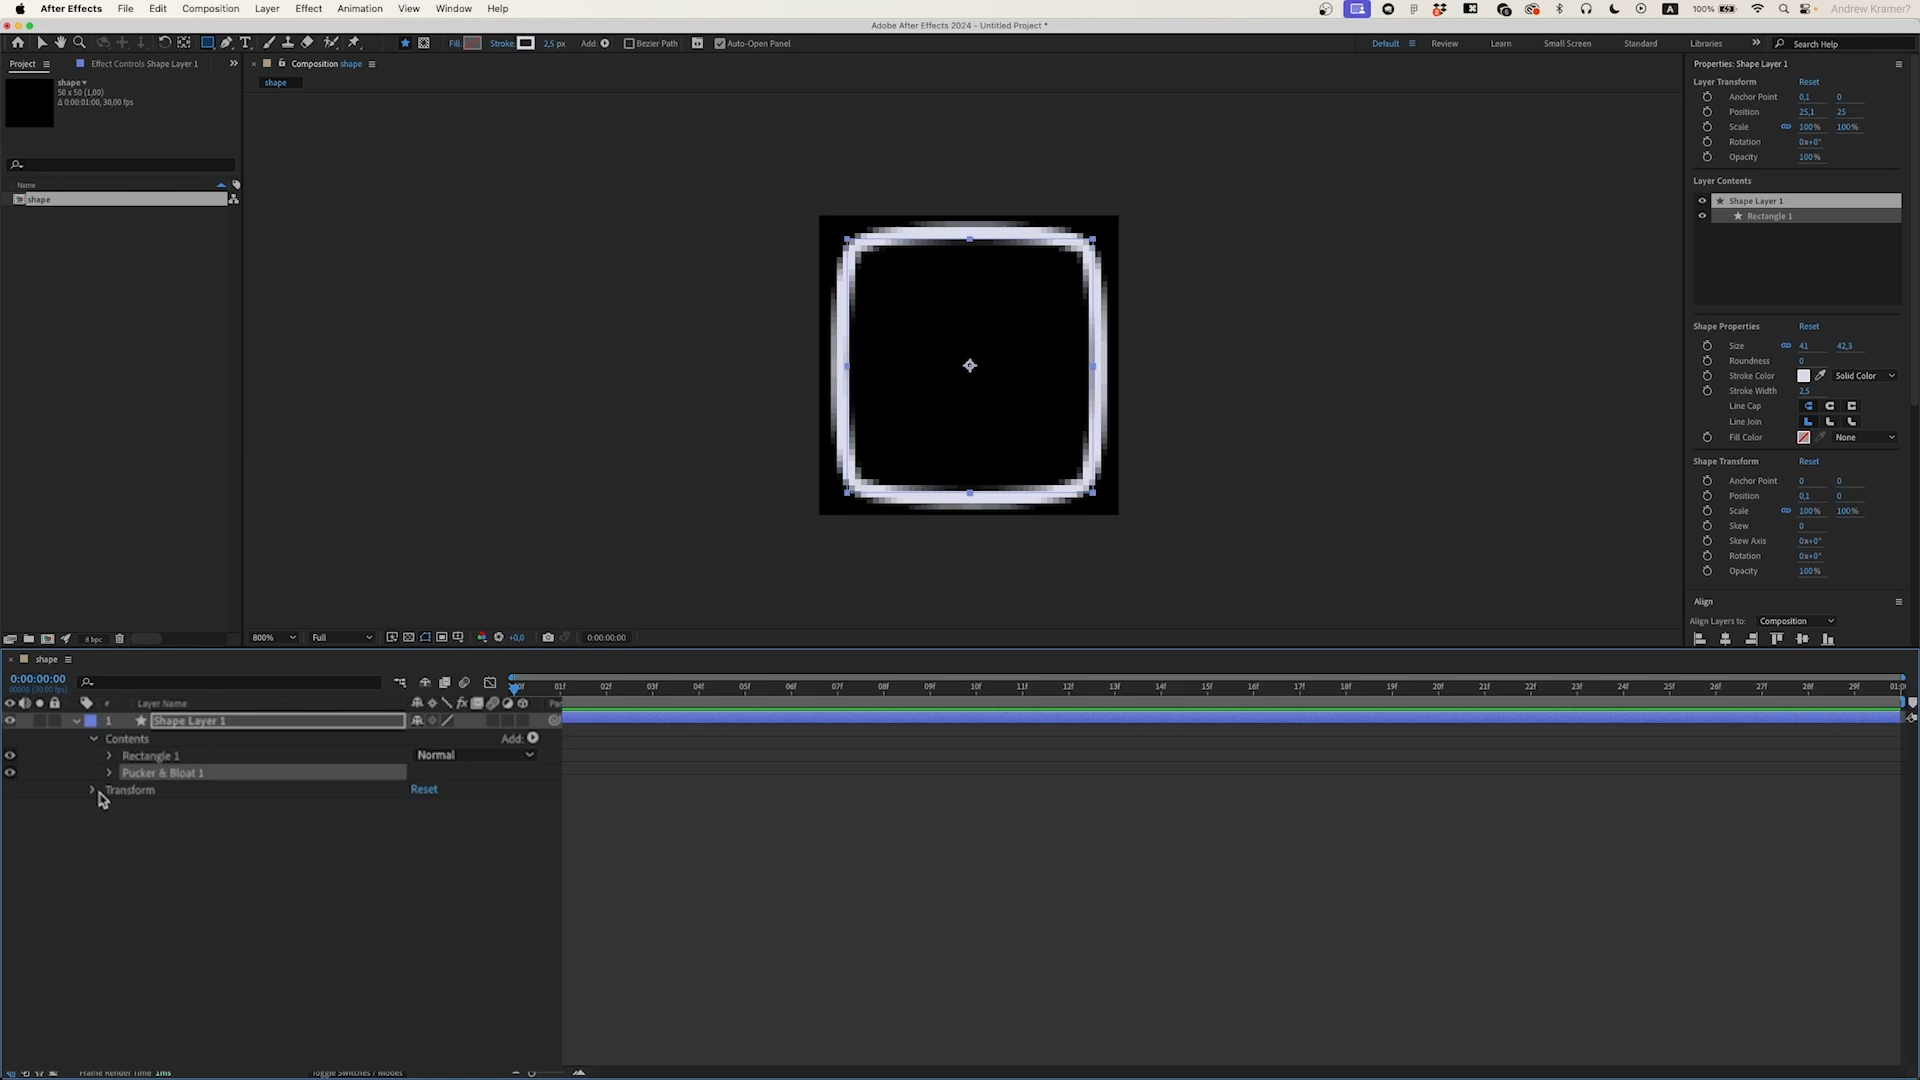 After Effects File Edit Composition Layer Effect Animation View Window Help 100% Andrew Kramer?
Adobe After Effects 2024 - Untitled Project *
Fill: Stroke: 2,5 px Add: Bezier Path Auto-Open Panel Default Review Learn Small Screen Standard Libraries Search Help
Project Effect Controls Shape Layer 1
Composition shape
shape
shape
50 x 50 (1,00)
Δ 0:00:01:00, 30,00 fps
Name
shape
8 bpc
800% Full +0,0 0:00:00:00
Properties: Shape Layer 1
Layer Transform Reset
Anchor Point 0,1 0
Position 25,1 25
Scale 100% 100%
Rotation 0x+0°
Opacity 100%
Layer Contents
Shape Layer 1
Rectangle 1
Shape Properties Reset
Size 41 42,3
Roundness 0
Stroke Color Solid Color
Stroke Width 2,5
Line Cap
Line Join
Fill Color None
Shape Transform Reset
Anchor Point 0 0
Position 0,1 0
Scale 100% 100%
Skew 0
Skew Axis 0x+0°
Rotation 0x+0°
Opacity 100%
Align
Align Layers to: Composition
shape
0:00:00:00
00000 (30.00 fps)
01f 02f 03f 04f 05f 06f 07f 08f 09f 10f 11f 12f 13f 14f 15f 16f 17f 18f 19f 20f 21f 22f 23f 24f 25f 26f 27f 28f 29f 01:0
# Layer Name Par
1 Shape Layer 1
Contents Add:
Rectangle 1 Normal
Pucker & Bloat 1
Transform Reset
Frame Render Time 1ms Toggle Switches / Modes